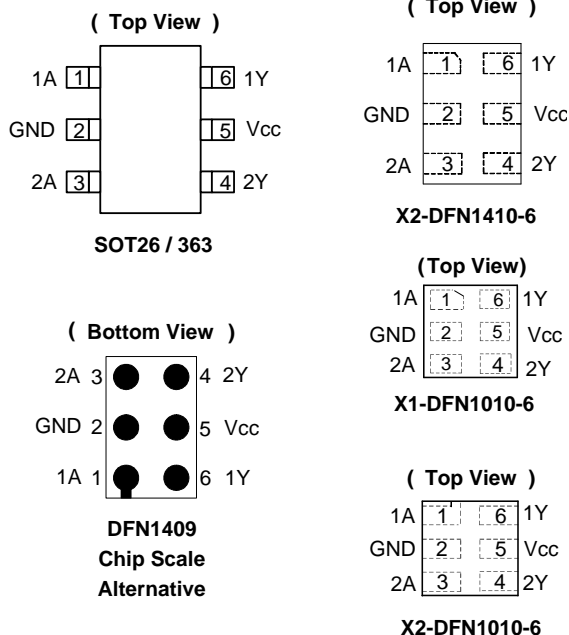 ( Top View )
1A 1 6 1Y
GND 2 5 Vcc
2A 3 4 2Y
SOT26 / 363
( Bottom View )
2A 3 4 2Y
GND 2 5 Vcc
1A 1 6 1Y
DFN1409
Chip Scale
Alternative
( Top View )
1A 1 6 1Y
GND 2 5 Vcc
2A 3 4 2Y
X2-DFN1410-6
(Top View)
1A 1 6 1Y
GND 2 5 Vcc
2A 3 4 2Y
X1-DFN1010-6
( Top View )
1A 1 6 1Y
GND 2 5 Vcc
2A 3 4 2Y
X2-DFN1010-6